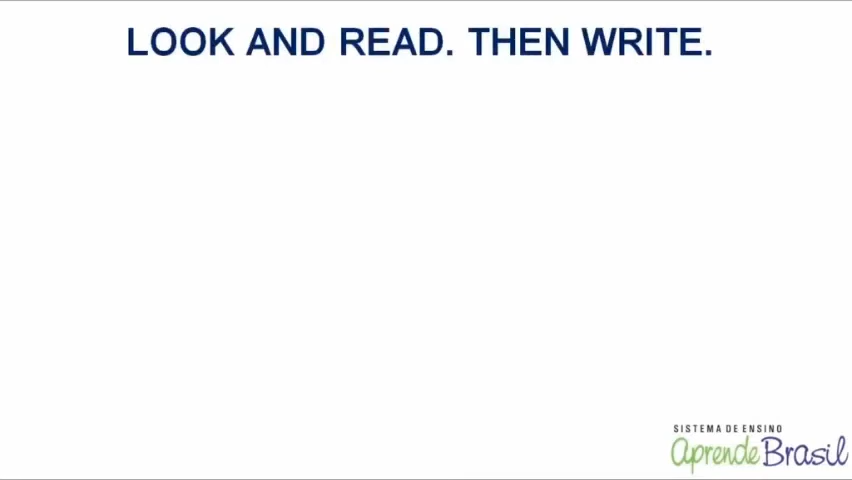 LOOK AND READ. THEN WRITE.
SISTEMA DE ENSINO
aprendeBrasil